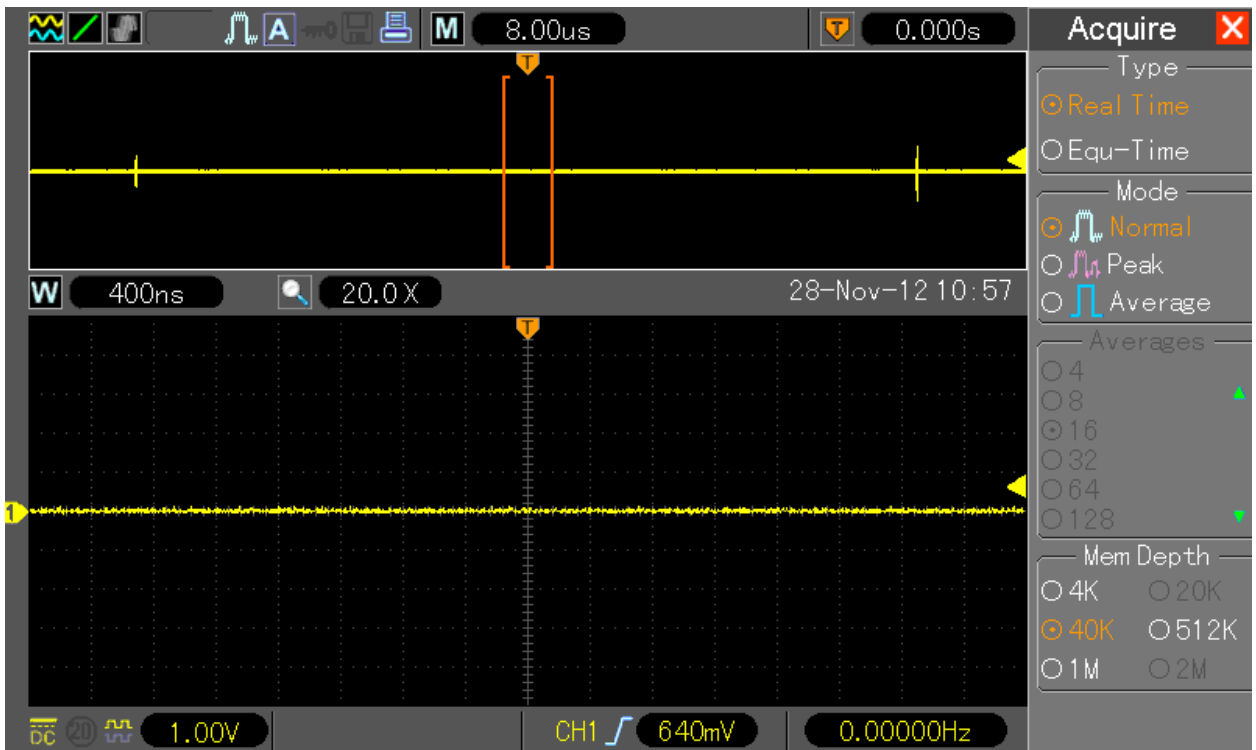 A M 8.00us T 0.000s
Acquire X
T
Type
Real Time
Equ-Time
Mode
Normal
Peak
Average
W 400ns 20.0X 28-Nov-12 10:57
T
Averages
4
8
16
32
64
128
1
Mem Depth
4K 20K
40K 512K
1M 2M
DC 20 1.00V CH1 640mV 0.00000Hz